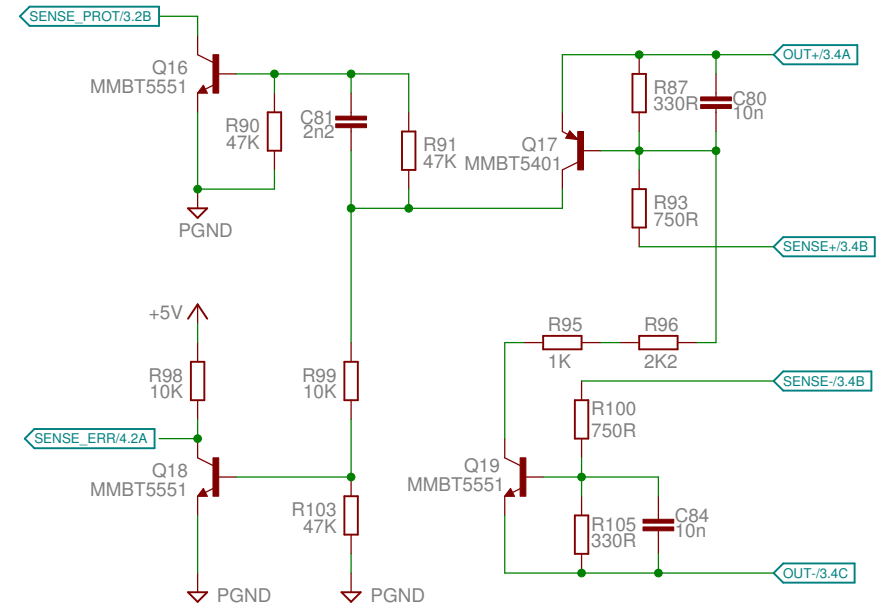 SENSE_PROT/3.2B
Q16
MMBT5551
R90
47K
C81
2n2
R91
47K
PGND
OUT+/3.4A
R87
330R
C80
10n
Q17
MMBT5401
R93
750R
SENSE+/3.4B
+5V
R98
10K
R99
10K
SENSE_ERR/4.2A
Q18
MMBT5551
R103
47K
PGND
PGND
R95
1K
R96
2K2
SENSE-/3.4B
R100
750R
Q19
MMBT5551
R105
330R
C84
10n
OUT-/3.4C